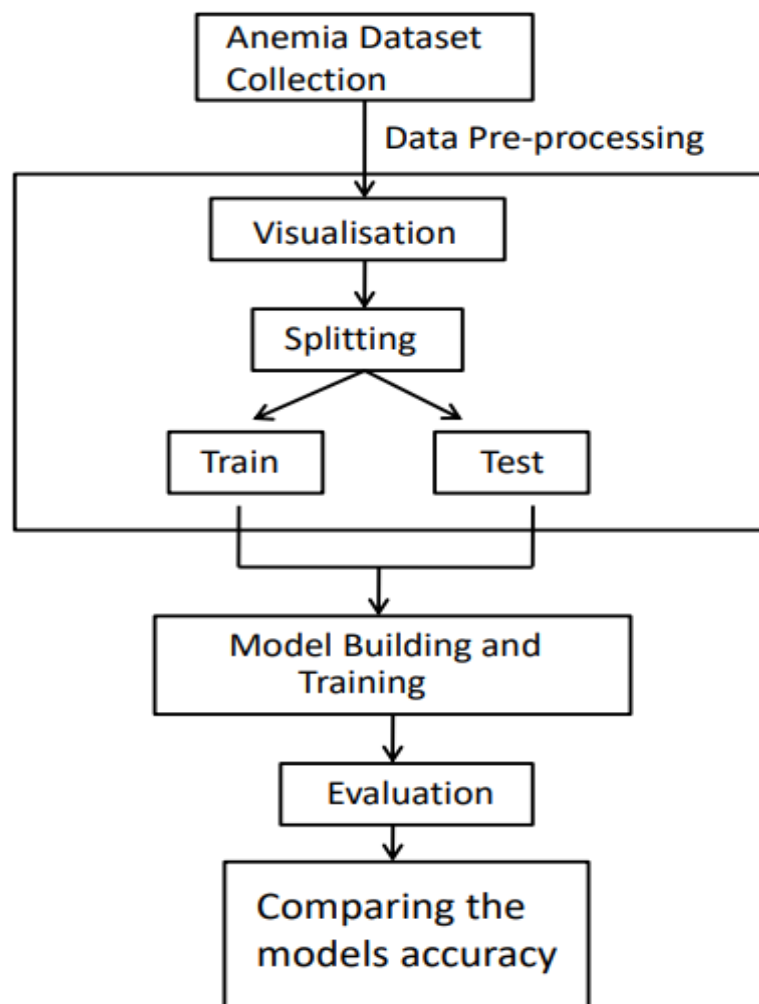 Anemia Dataset
Collection
Data Pre-processing
Visualisation
Splitting
Train
Test
Model Building and
Training
Evaluation
Comparing the
models accuracy